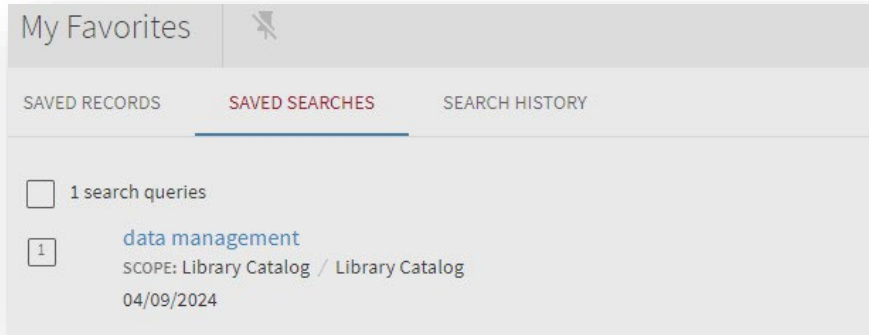 My Favorites
SAVED RECORDS SAVED SEARCHES SEARCH HISTORY
1 search queries
1 data management
SCOPE: Library Catalog / Library Catalog
04/09/2024